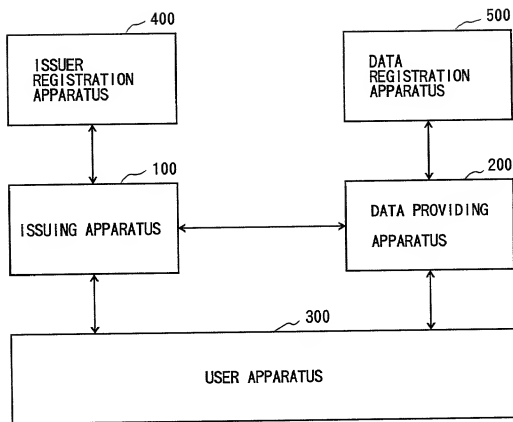 400
ISSUER
REGISTRATION
APPARATUS
500
DATA
REGISTRATION
APPARATUS
100
ISSUING APPARATUS
200
DATA PROVIDING
APPARATUS
300
USER APPARATUS